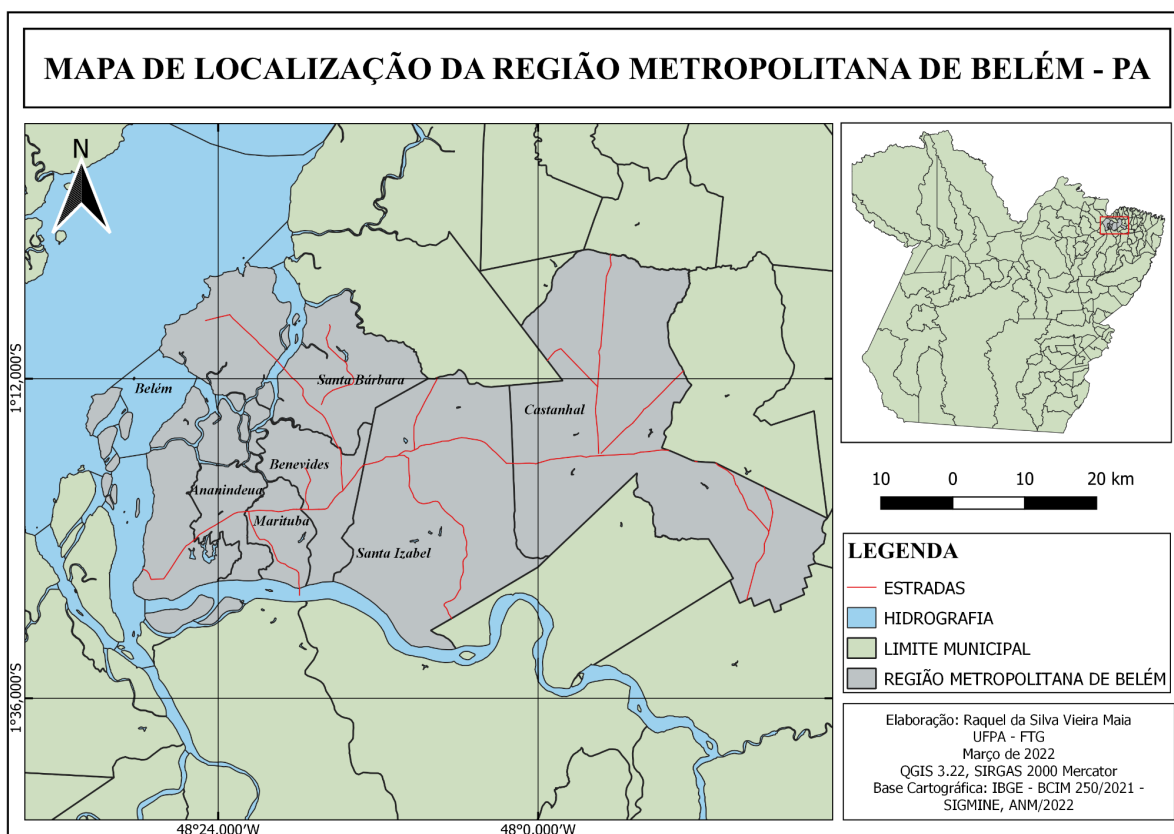 MAPA DE LOCALIZAÇÃO DA REGIÃO METROPOLITANA DE BELÉM - PA
N
1°12,000'S
1°36,000'S
48°24,000'W
48°0,000'W
Belém
Santa Bárbara
Castanhal
Benevides
Ananindeua
Marituba
Santa Izabel
10 0 10 20 km
LEGENDA
ESTRADAS
HIDROGRAFIA
LIMITE MUNICIPAL
REGIÃO METROPOLITANA DE BELÉM
Elaboração: Raquel da Silva Vieira Maia
UFPA - FTG
Março de 2022
QGIS 3.22, SIRGAS 2000 Mercator
Base Cartográfica: IBGE - BCIM 250/2021 -
SIGMINE, ANM/2022